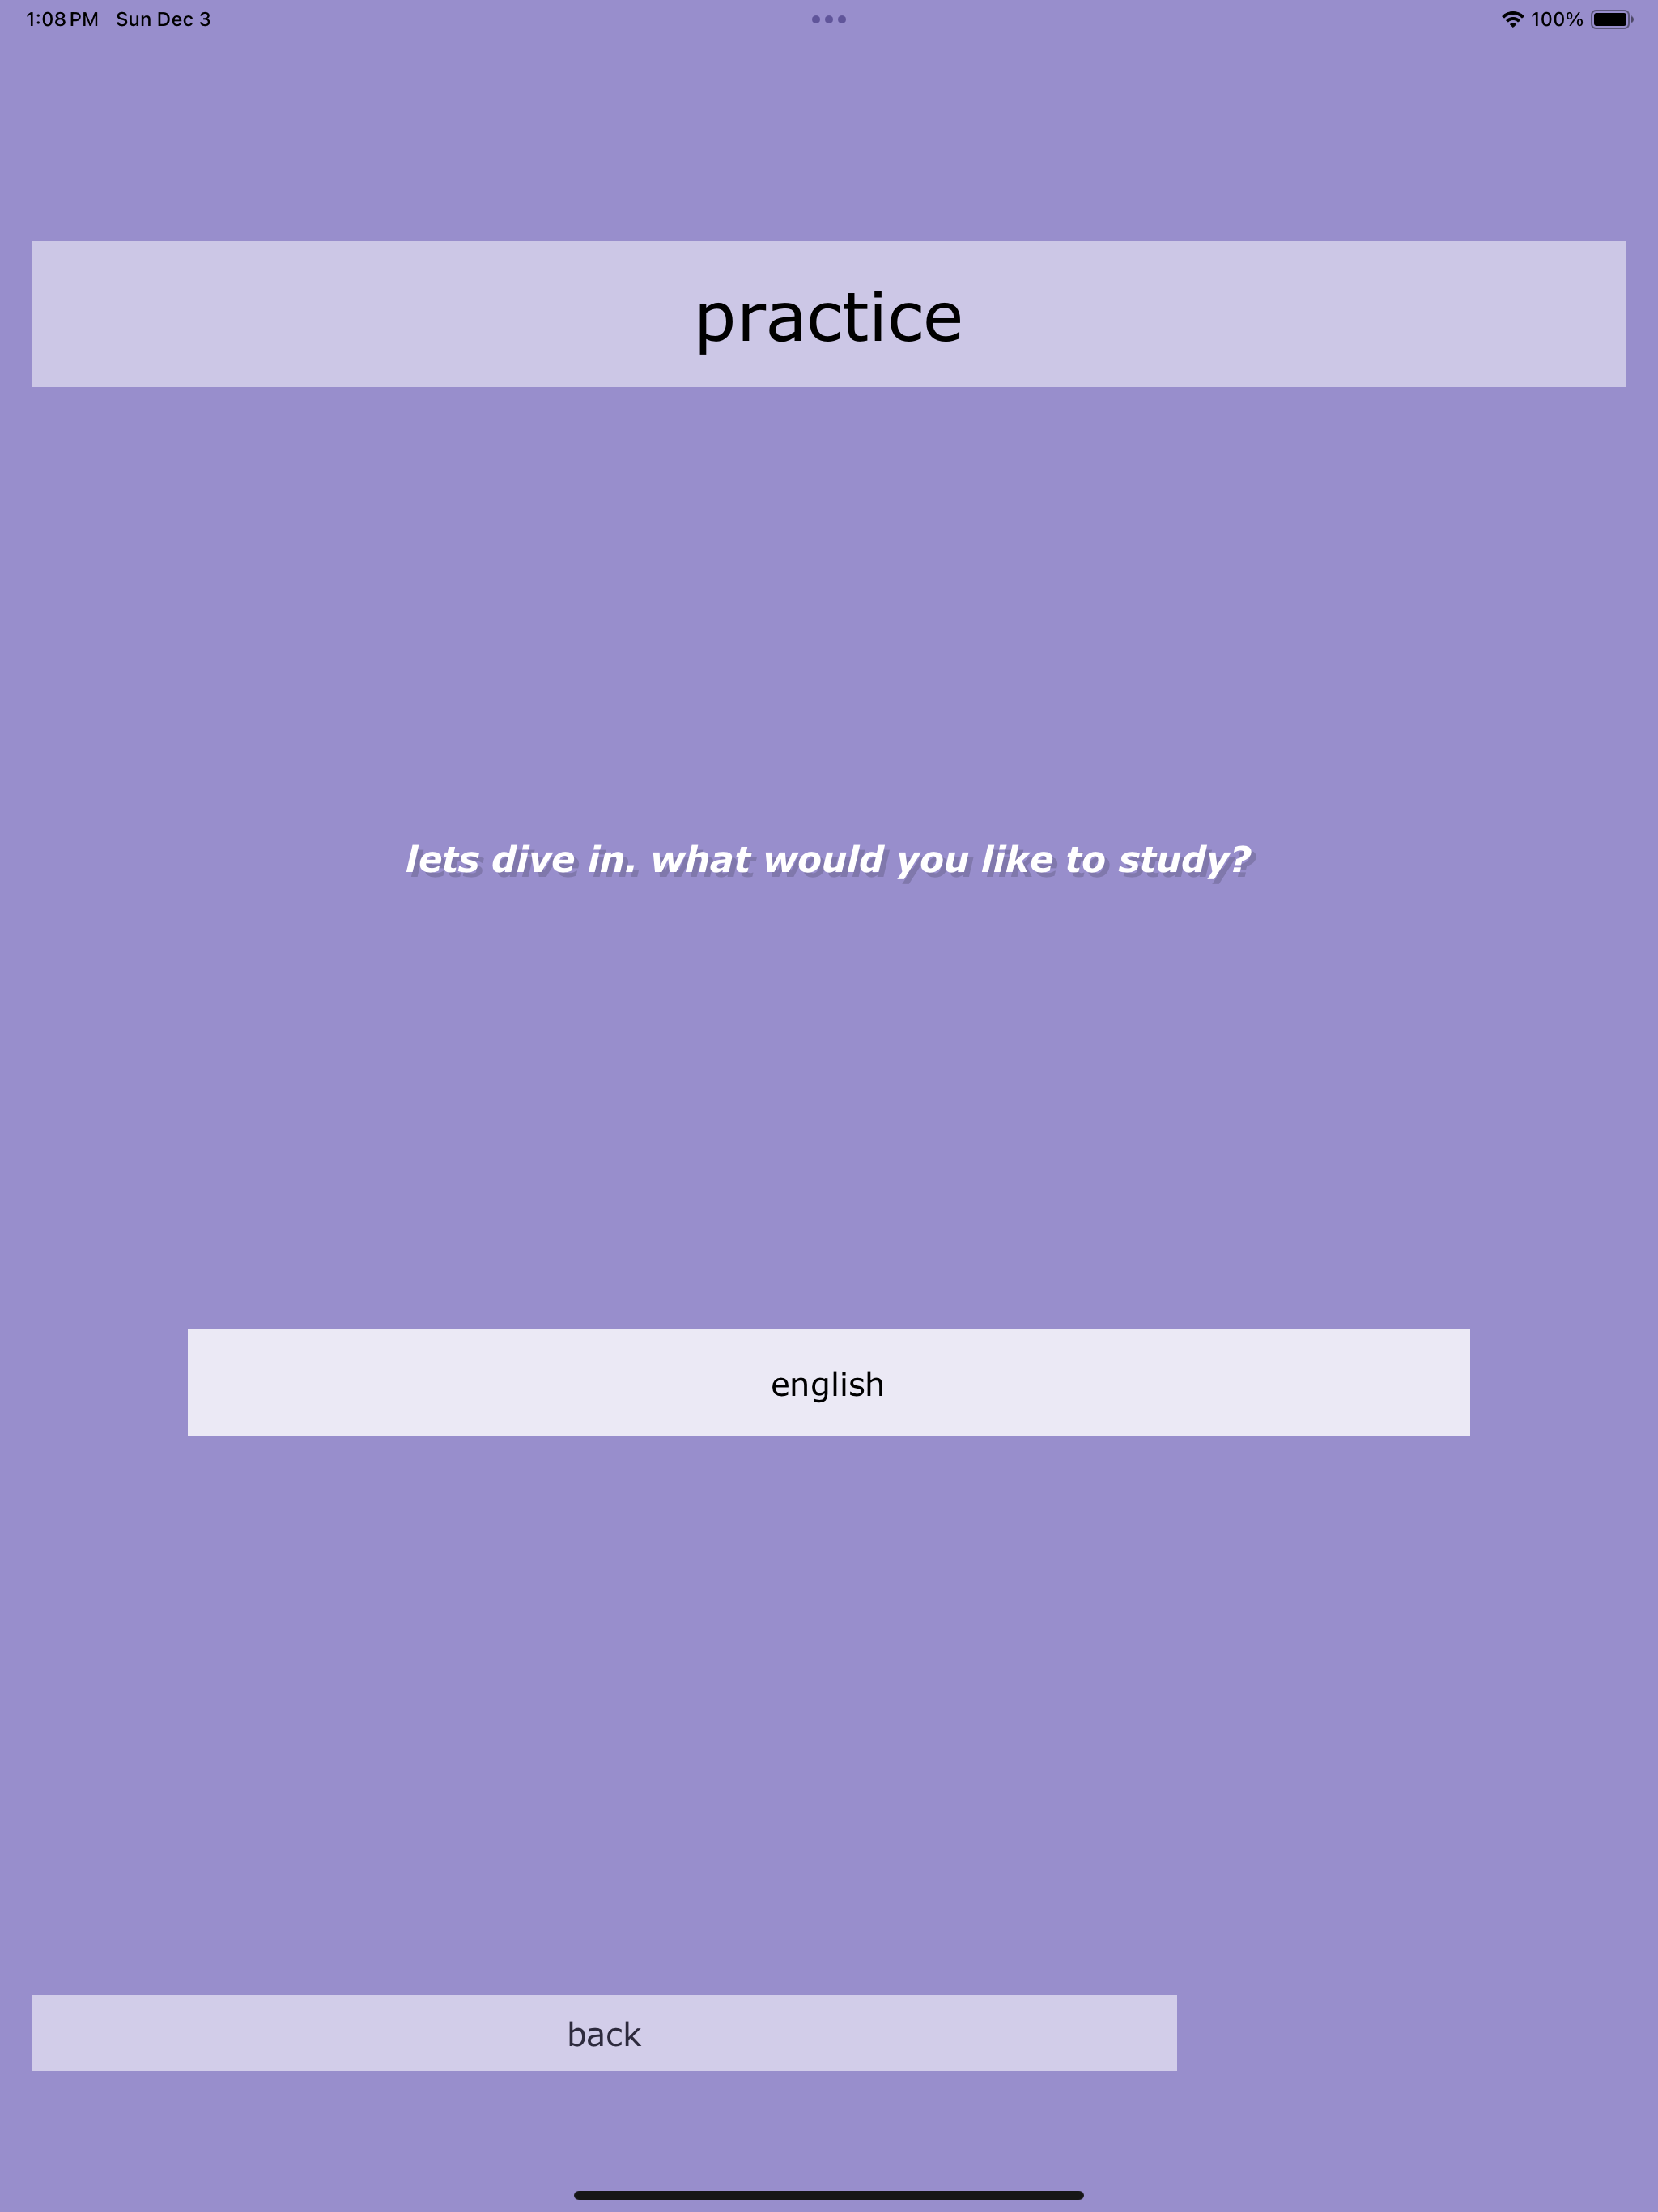 1:08 PM Sun Dec 3 100%
practice
lets dive in. what would you like to study?
english
back